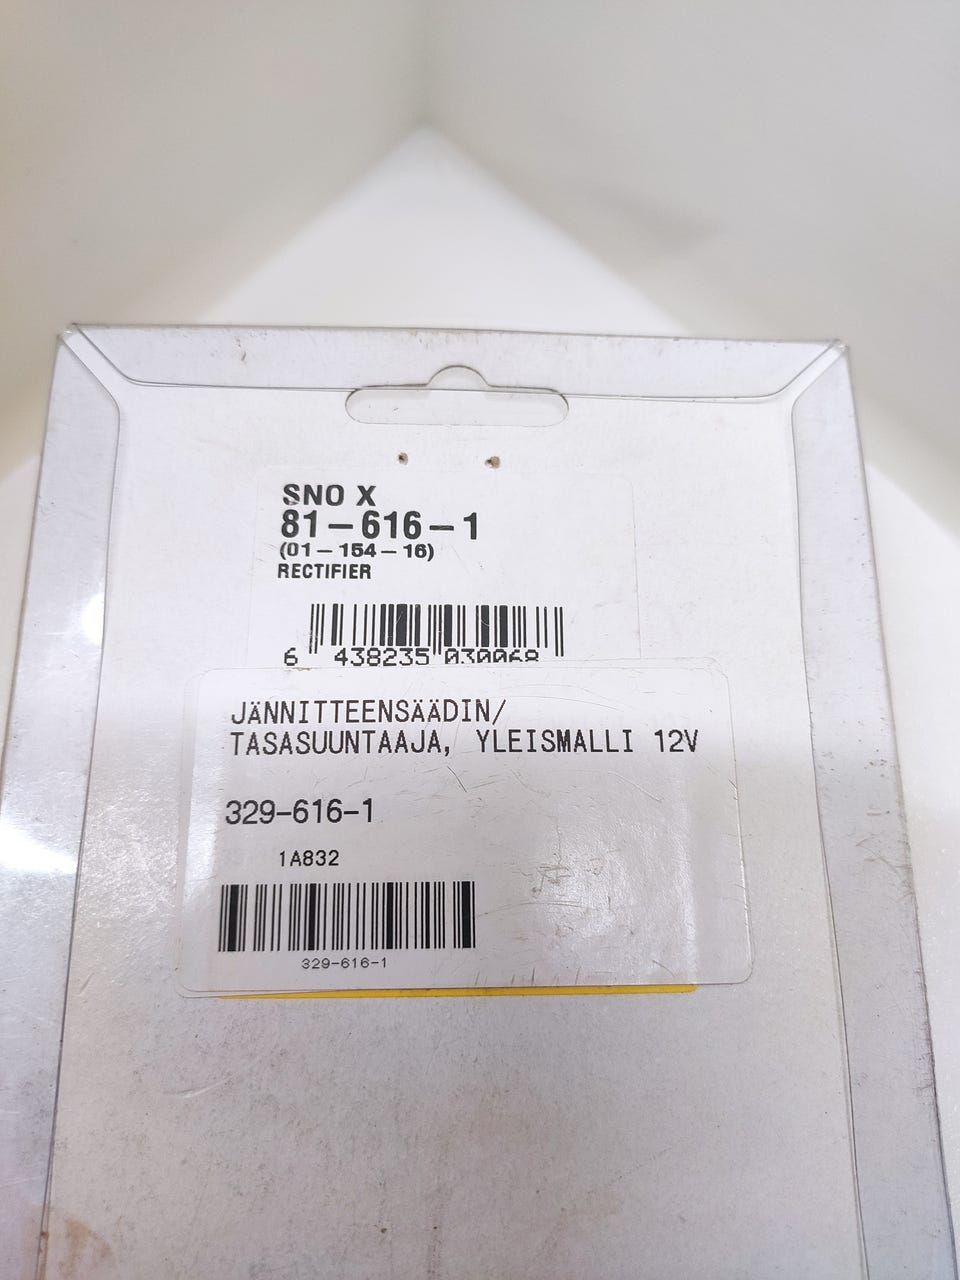 SNO X
81-616-1
(01-154-16)
RECTIFIER
6 438235 030068
JÄNNITTEENSÄÄDIN/
TASASUUNTAAJA, YLEISMALLI 12V
329-616-1
1A832
329-616-1